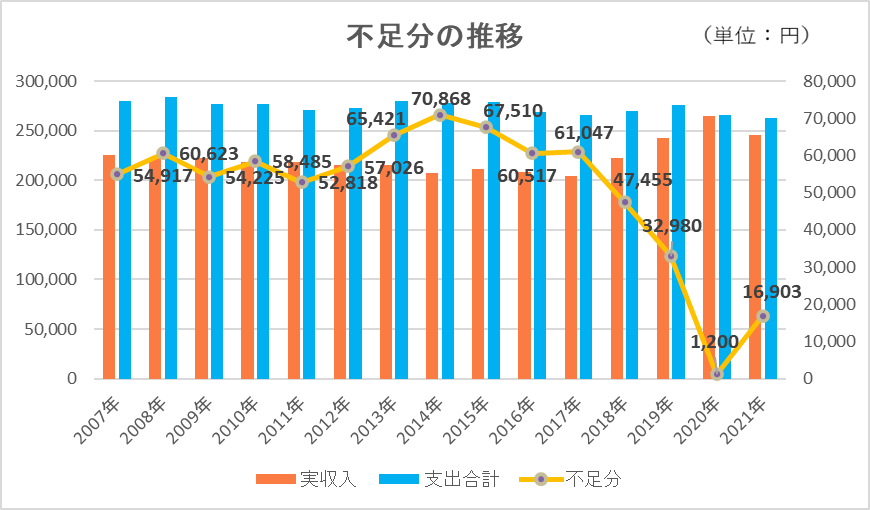 不足分の推移
（単位：円）
300,000
250,000
200,000
150,000
100,000
50,000
0
80,000
70,000
60,000
50,000
40,000
30,000
20,000
10,000
0
54,917
60,623
54,225
58,485
52,818
57,026
65,421
70,868
67,510
60,517
61,047
47,455
32,980
1,200
16,903
2007年
2008年
2009年
2010年
2011年
2012年
2013年
2014年
2015年
2016年
2017年
2018年
2019年
2020年
2021年
実収入 支出合計 不足分